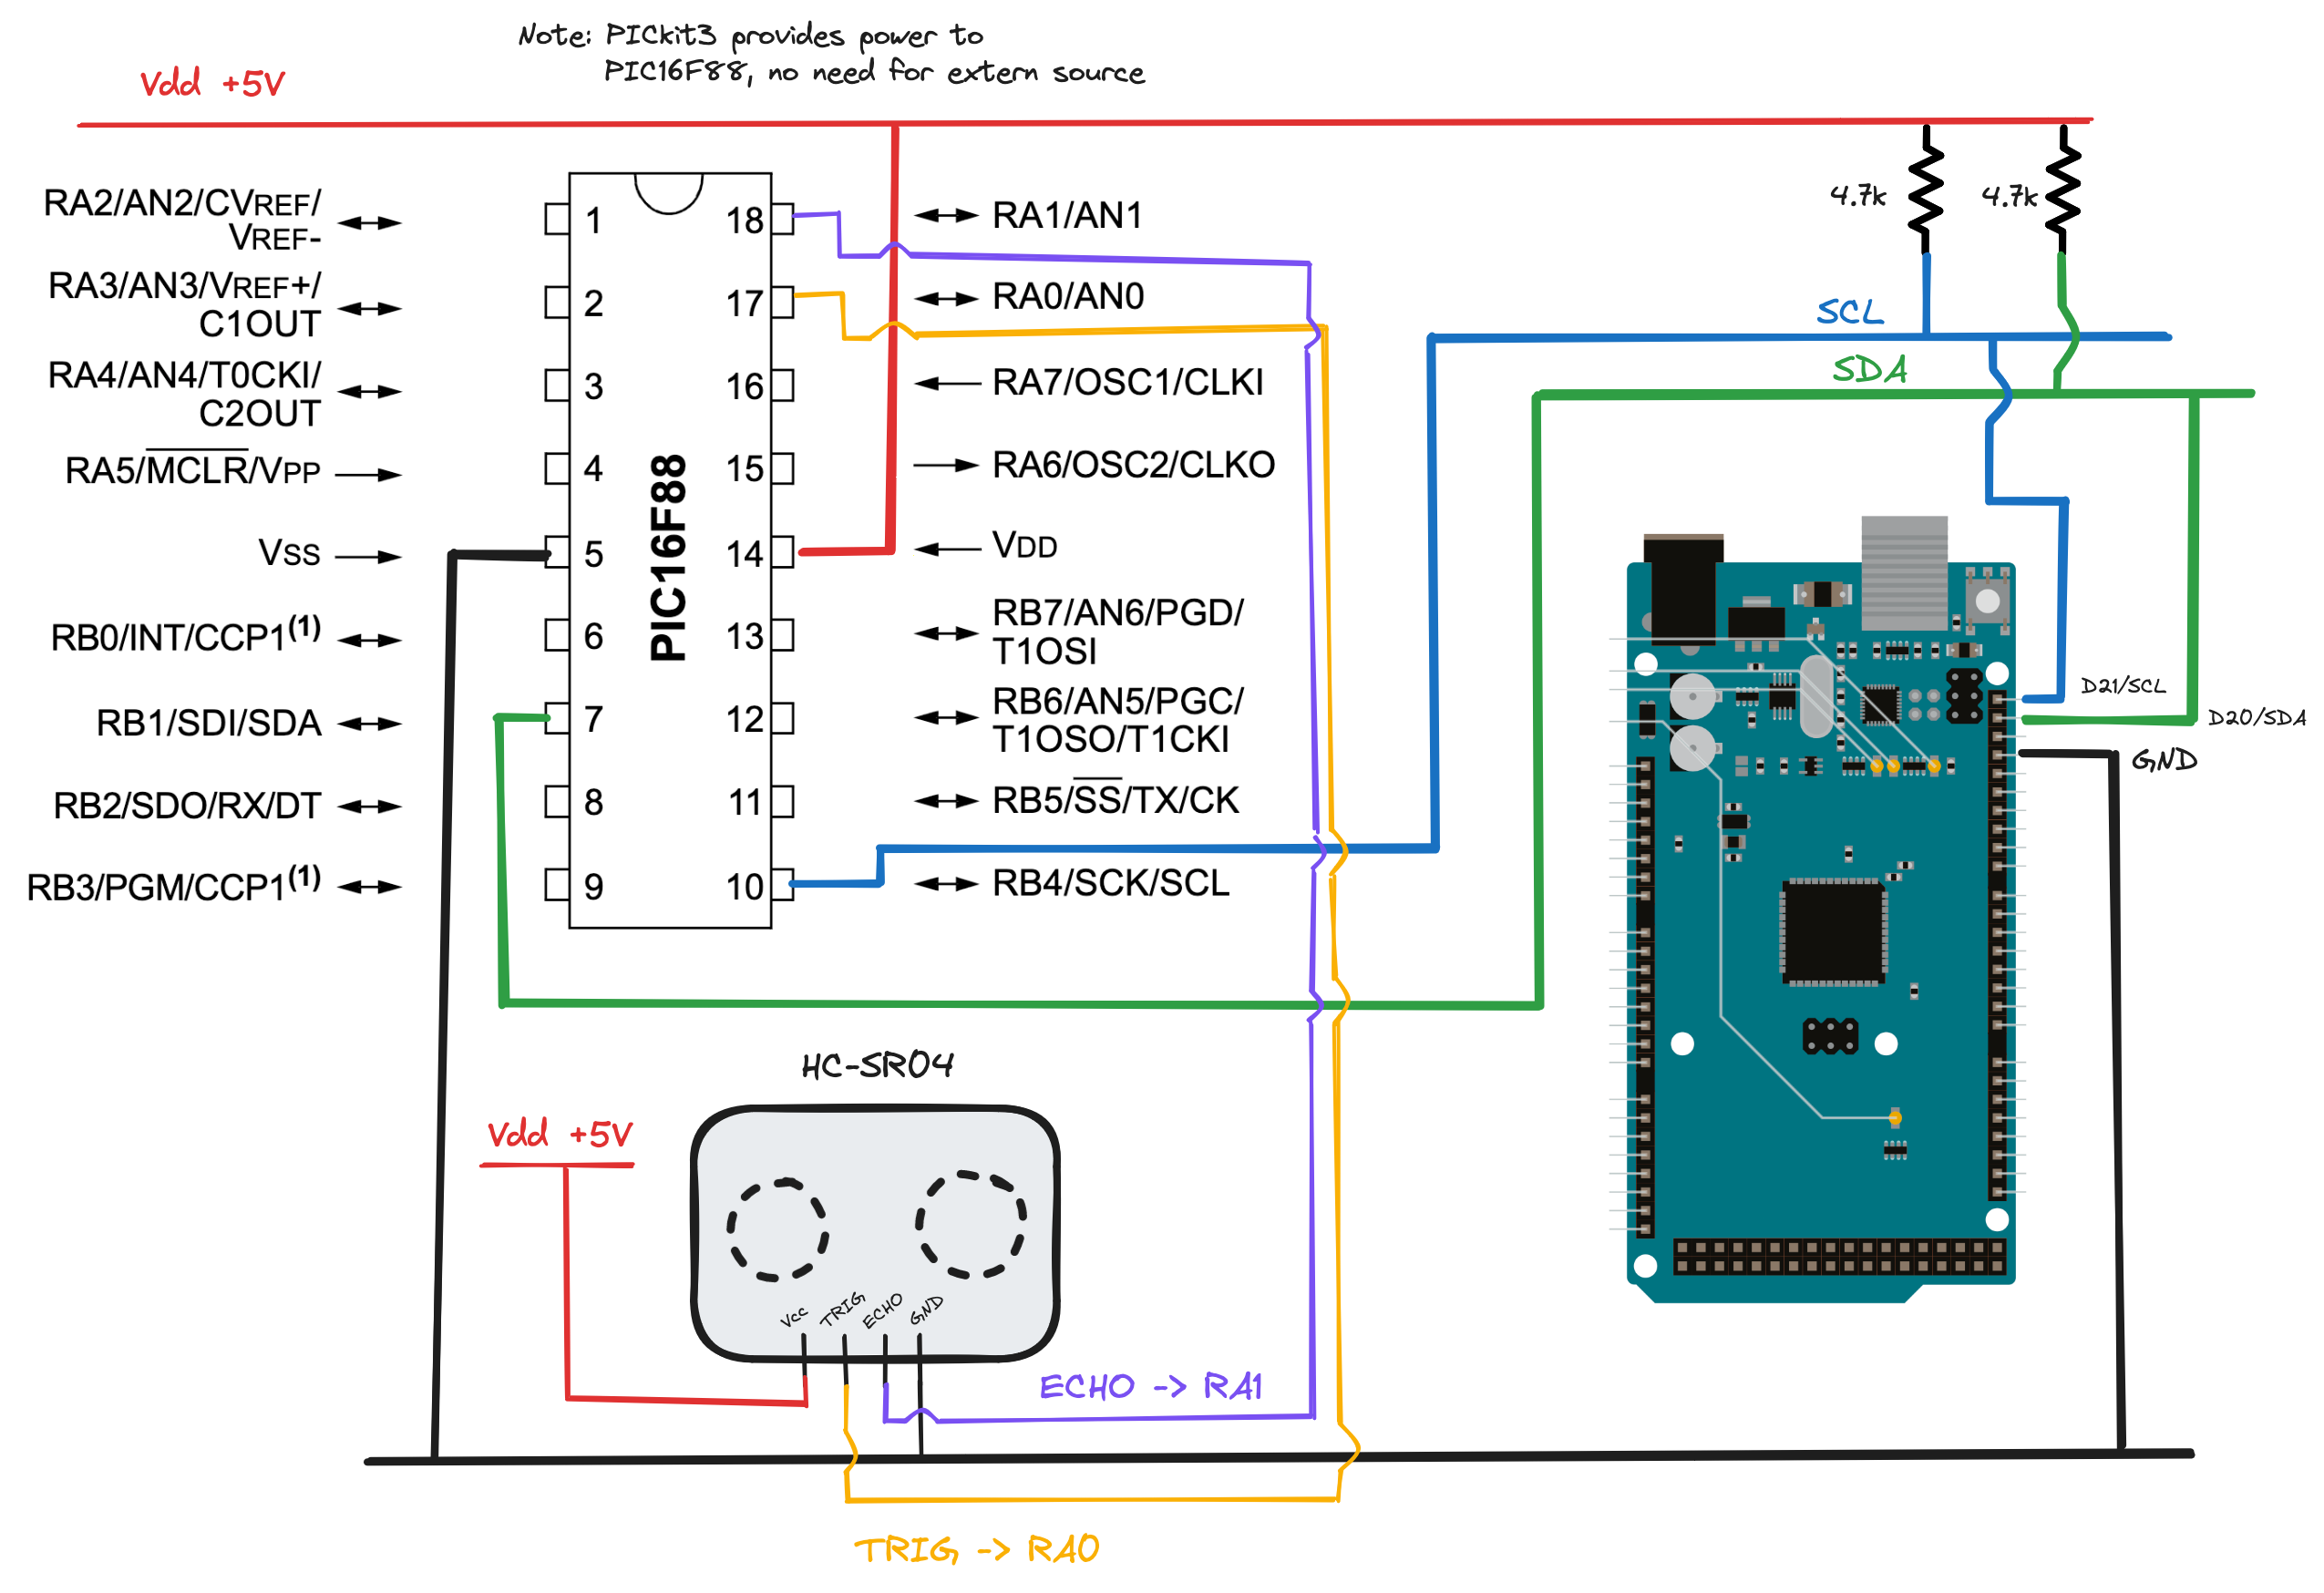 Note: PICkit3 provides power to
PIC16F88, no need for extern source
Vdd +5V
4.7k
4.7k
RA2/AN2/CVREF/
VREF-
RA3/AN3/VREF+/
C1OUT
RA4/AN4/T0CKI/
C2OUT
RA5/MCLR/VPP
VSS
RB0/INT/CCP1(1)
RB1/SDI/SDA
RB2/SDO/RX/DT
RB3/PGM/CCP1(1)
1
2
3
4
5
6
7
8
9
PIC16F88
18
17
16
15
14
13
12
11
10
RA1/AN1
RA0/AN0
RA7/OSC1/CLKI
RA6/OSC2/CLKO
VDD
RB7/AN6/PGD/
T1OSI
RB6/AN5/PGC/
T1OSO/T1CKI
RB5/SS/TX/CK
RB4/SCK/SCL
SCL
SDA
D21/SCL
D20/SDA
GND
HC-SR04
Vdd +5V
Vcc
TRIG
ECHO
GND
ECHO -> RA1
TRIG -> RA0